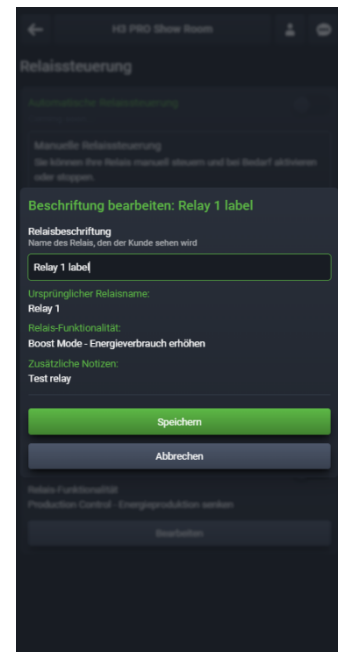 H3 PRO Show Room
Relaissteuerung
Automatische Relaissteuerung
Manuelle Relaissteuerung
Sie können Ihre Relais manuell steuern und bei Bedarf aktivieren
oder stoppen.
Beschriftung bearbeiten: Relay 1 label
Relaisbeschriftung
Name des Relais, den der Kunde sehen wird
Relay 1 label
Ursprünglicher Relaisname:
Relay 1
Relais-Funktionalität:
Boost Mode - Energieverbrauch erhöhen
Zusätzliche Notizen:
Test relay
Speichern
Abbrechen
Relais-Funktionalität
Production Control - Energieproduktion senken
Bearbeiten